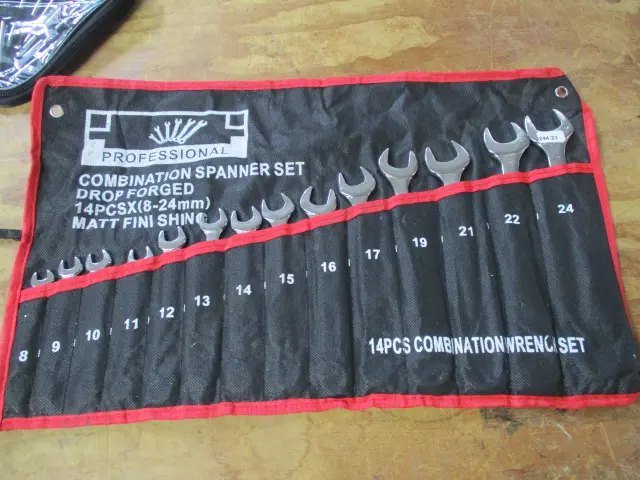 PROFESSIONAL
COMBINATION SPANNER SET
DROP FORGED
14PCSX(8-24mm)
MATT FINI SHING
8 9 10 11 12 13 14 15 16 17 19 21 22 24
14PCS COMBINATION WRENCH SET